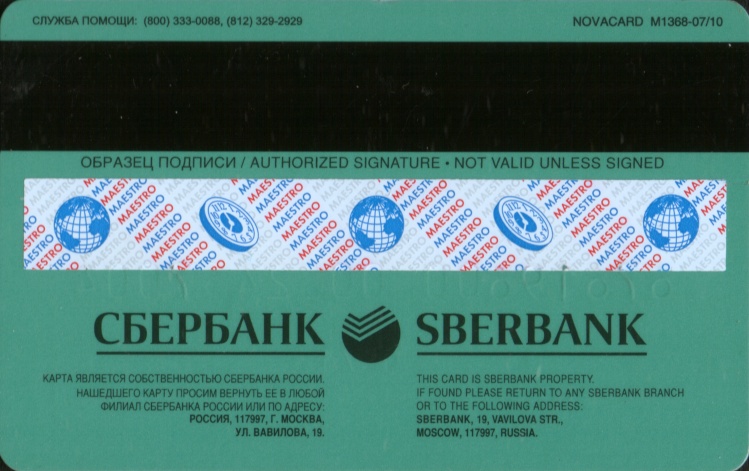 СЛУЖБА ПОМОЩИ: (800) 333-0088, (812) 329-2929
NOVACARD M1368-07/10
ОБРАЗЕЦ ПОДПИСИ / AUTHORIZED SIGNATURE • NOT VALID UNLESS SIGNED
MAESTRO MAESTRO MAESTRO MAESTRO
СБЕРБАНК
SBERBANK
КАРТА ЯВЛЯЕТСЯ СОБСТВЕННОСТЬЮ СБЕРБАНКА РОССИИ.
НАШЕДШЕГО КАРТУ ПРОСИМ ВЕРНУТЬ ЕЕ В ЛЮБОЙ
ФИЛИАЛ СБЕРБАНКА РОССИИ ИЛИ ПО АДРЕСУ:
РОССИЯ, 117997, Г. МОСКВА,
УЛ. ВАВИЛОВА, 19.
THIS CARD IS SBERBANK PROPERTY.
IF FOUND PLEASE RETURN TO ANY SBERBANK BRANCH
OR TO THE FOLLOWING ADDRESS:
SBERBANK, 19, VAVILOVA STR.,
MOSCOW, 117997, RUSSIA.